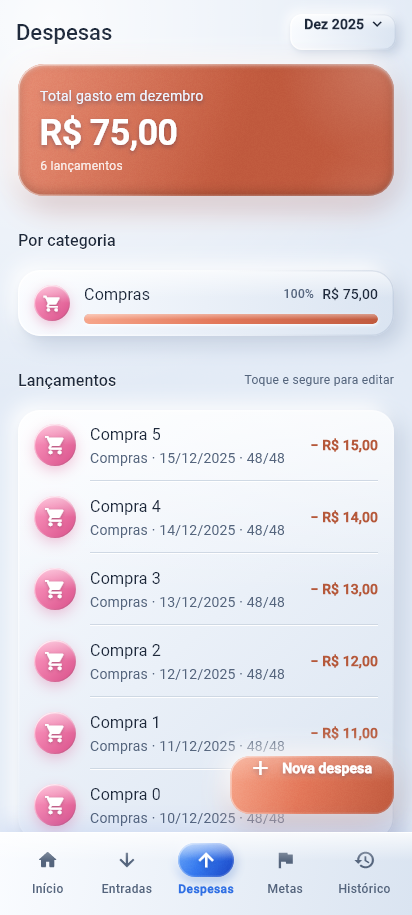 Despesas
Dez 2025
Total gasto em dezembro
R$ 75,00
6 lançamentos
Por categoria
Compras 100% R$ 75,00
Lançamentos
Toque e segure para editar
Compra 5
Compras · 15/12/2025 · 48/48
− R$ 15,00
Compra 4
Compras · 14/12/2025 · 48/48
− R$ 14,00
Compra 3
Compras · 13/12/2025 · 48/48
− R$ 13,00
Compra 2
Compras · 12/12/2025 · 48/48
− R$ 12,00
Compra 1
Compras · 11/12/2025 · 48/48
− R$ 11,00
Nova despesa
Compra 0
Compras · 10/12/2025 · 48/48
Início
Entradas
Despesas
Metas
Histórico